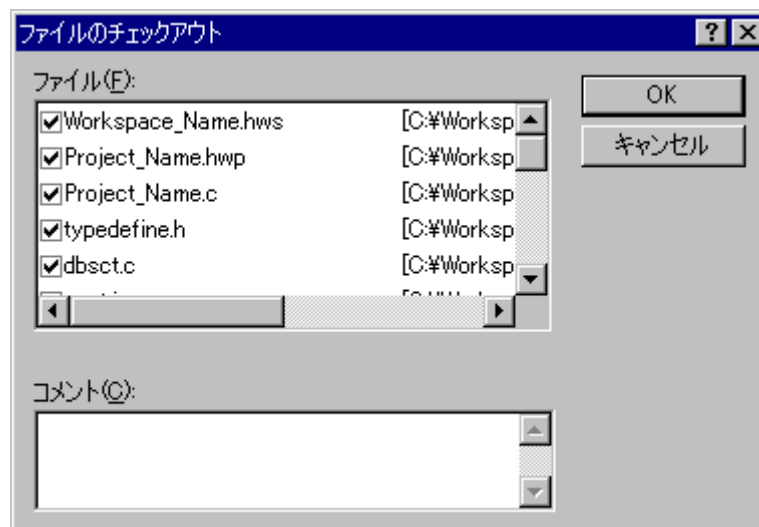 ファイルのチェックアウト
ファイル(F):
Workspace_Name.hws [C:¥Worksp
Project_Name.hwp [C:¥Worksp
Project_Name.c [C:¥Worksp
typedefine.h [C:¥Worksp
dbsct.c [C:¥Worksp
OK
キャンセル
コメント(C):